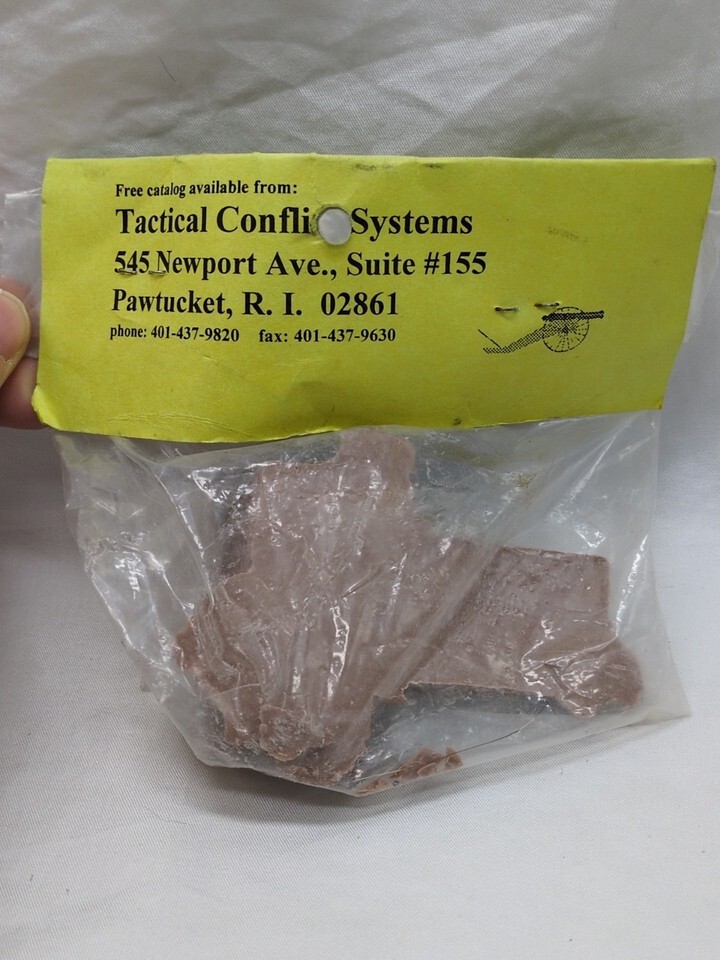 Free catalog available from:
Tactical Confli Systems
545 Newport Ave., Suite #155
Pawtucket, R. I. 02861
phone: 401-437-9820 fax: 401-437-9630